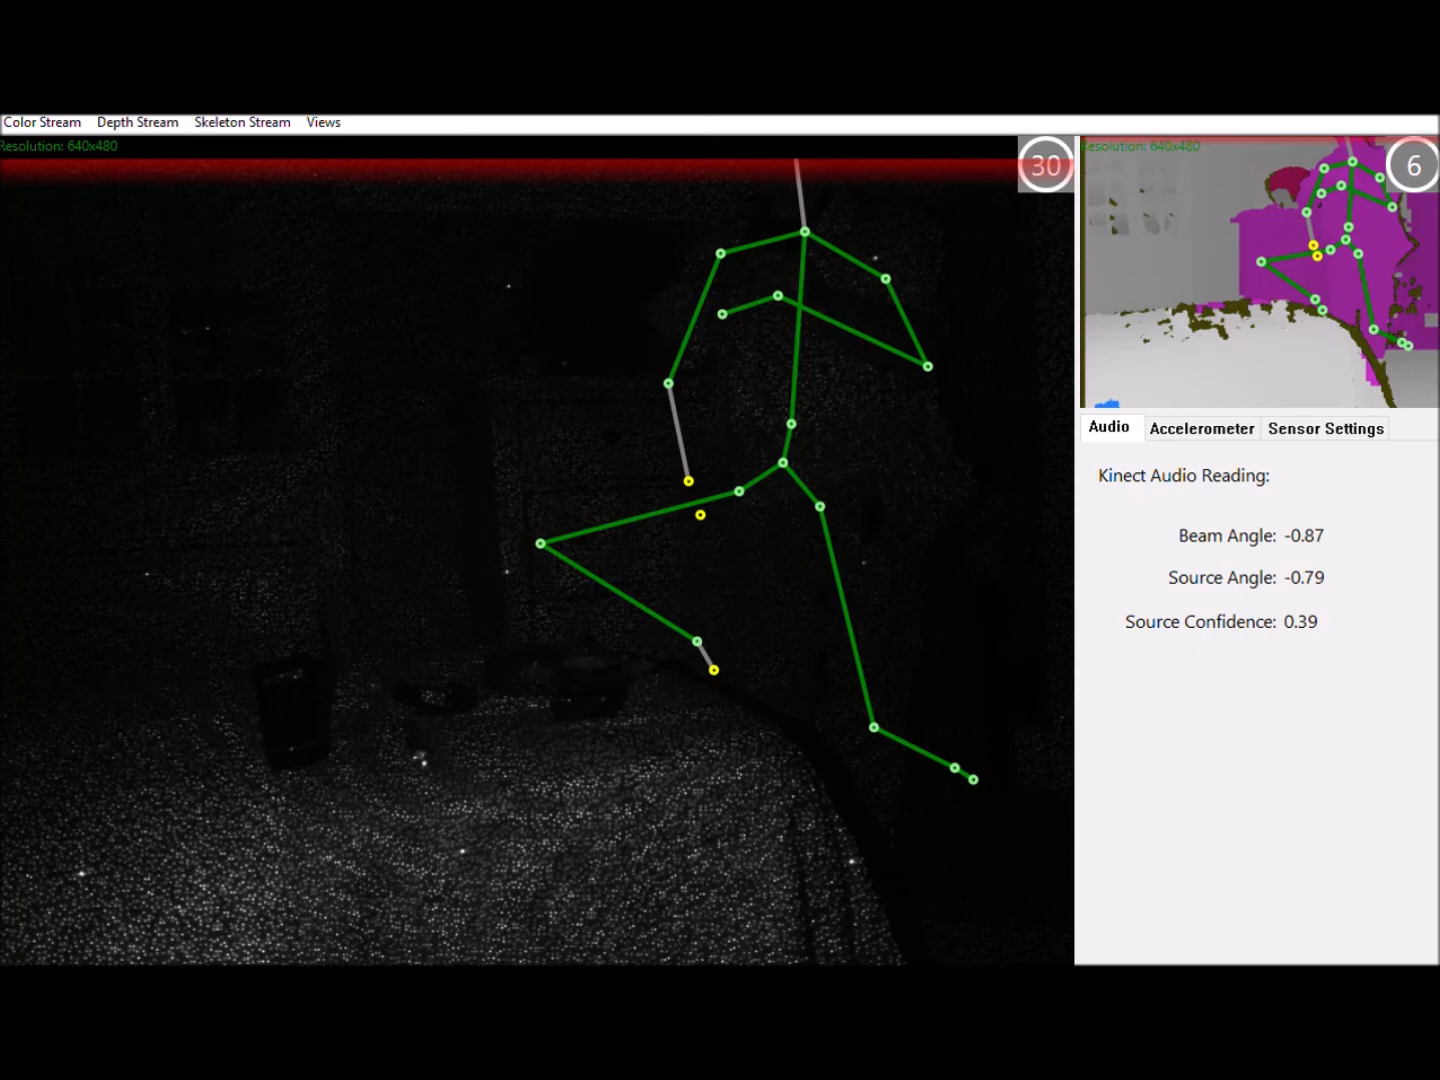 Color Stream Depth Stream Skeleton Stream Views
Resolution: 640x480
30
Resolution: 640x480
6
Audio Accelerometer Sensor Settings
Kinect Audio Reading:
Beam Angle: -0.87
Source Angle: -0.79
Source Confidence: 0.39